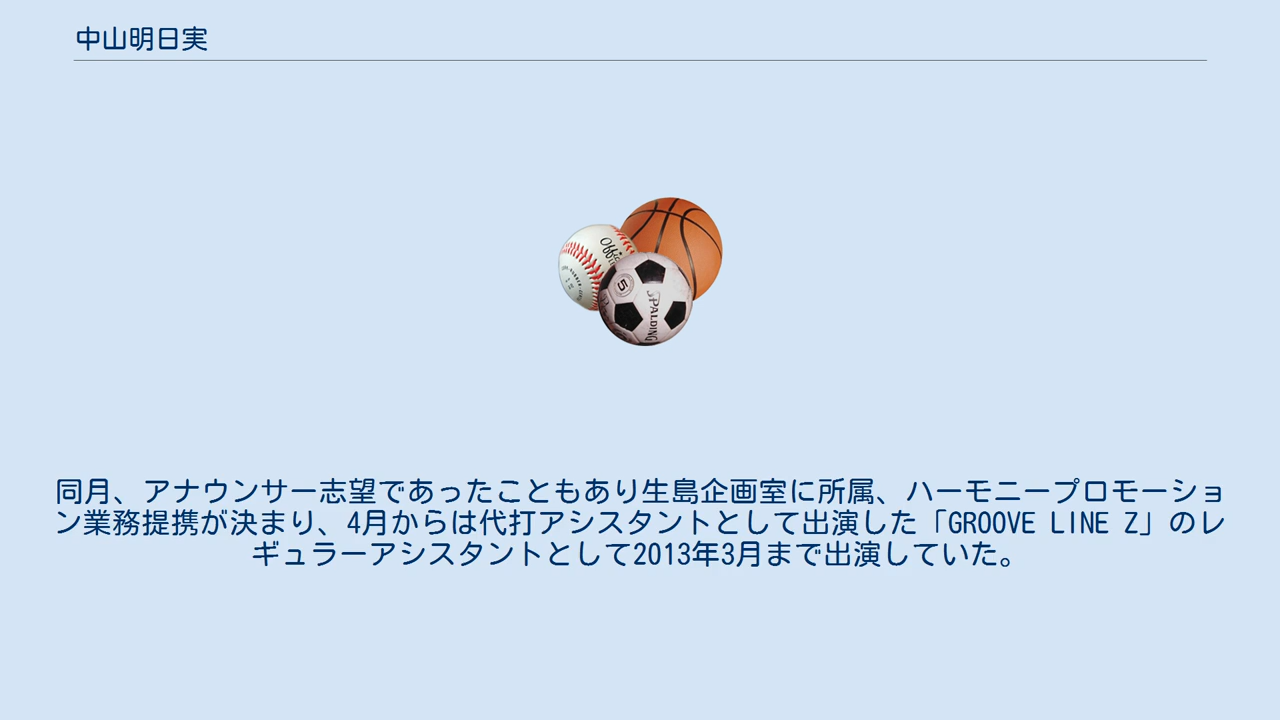 中山明日実
Offic
5
SPALDING
同月、アナウンサー志望であったこともあり生島企画室に所属、ハーモニープロモーショ
ン業務提携が決まり、4月からは代打アシスタントとして出演した「GROOVE LINE Z」のレ
ギュラーアシスタントとして2013年3月まで出演していた。